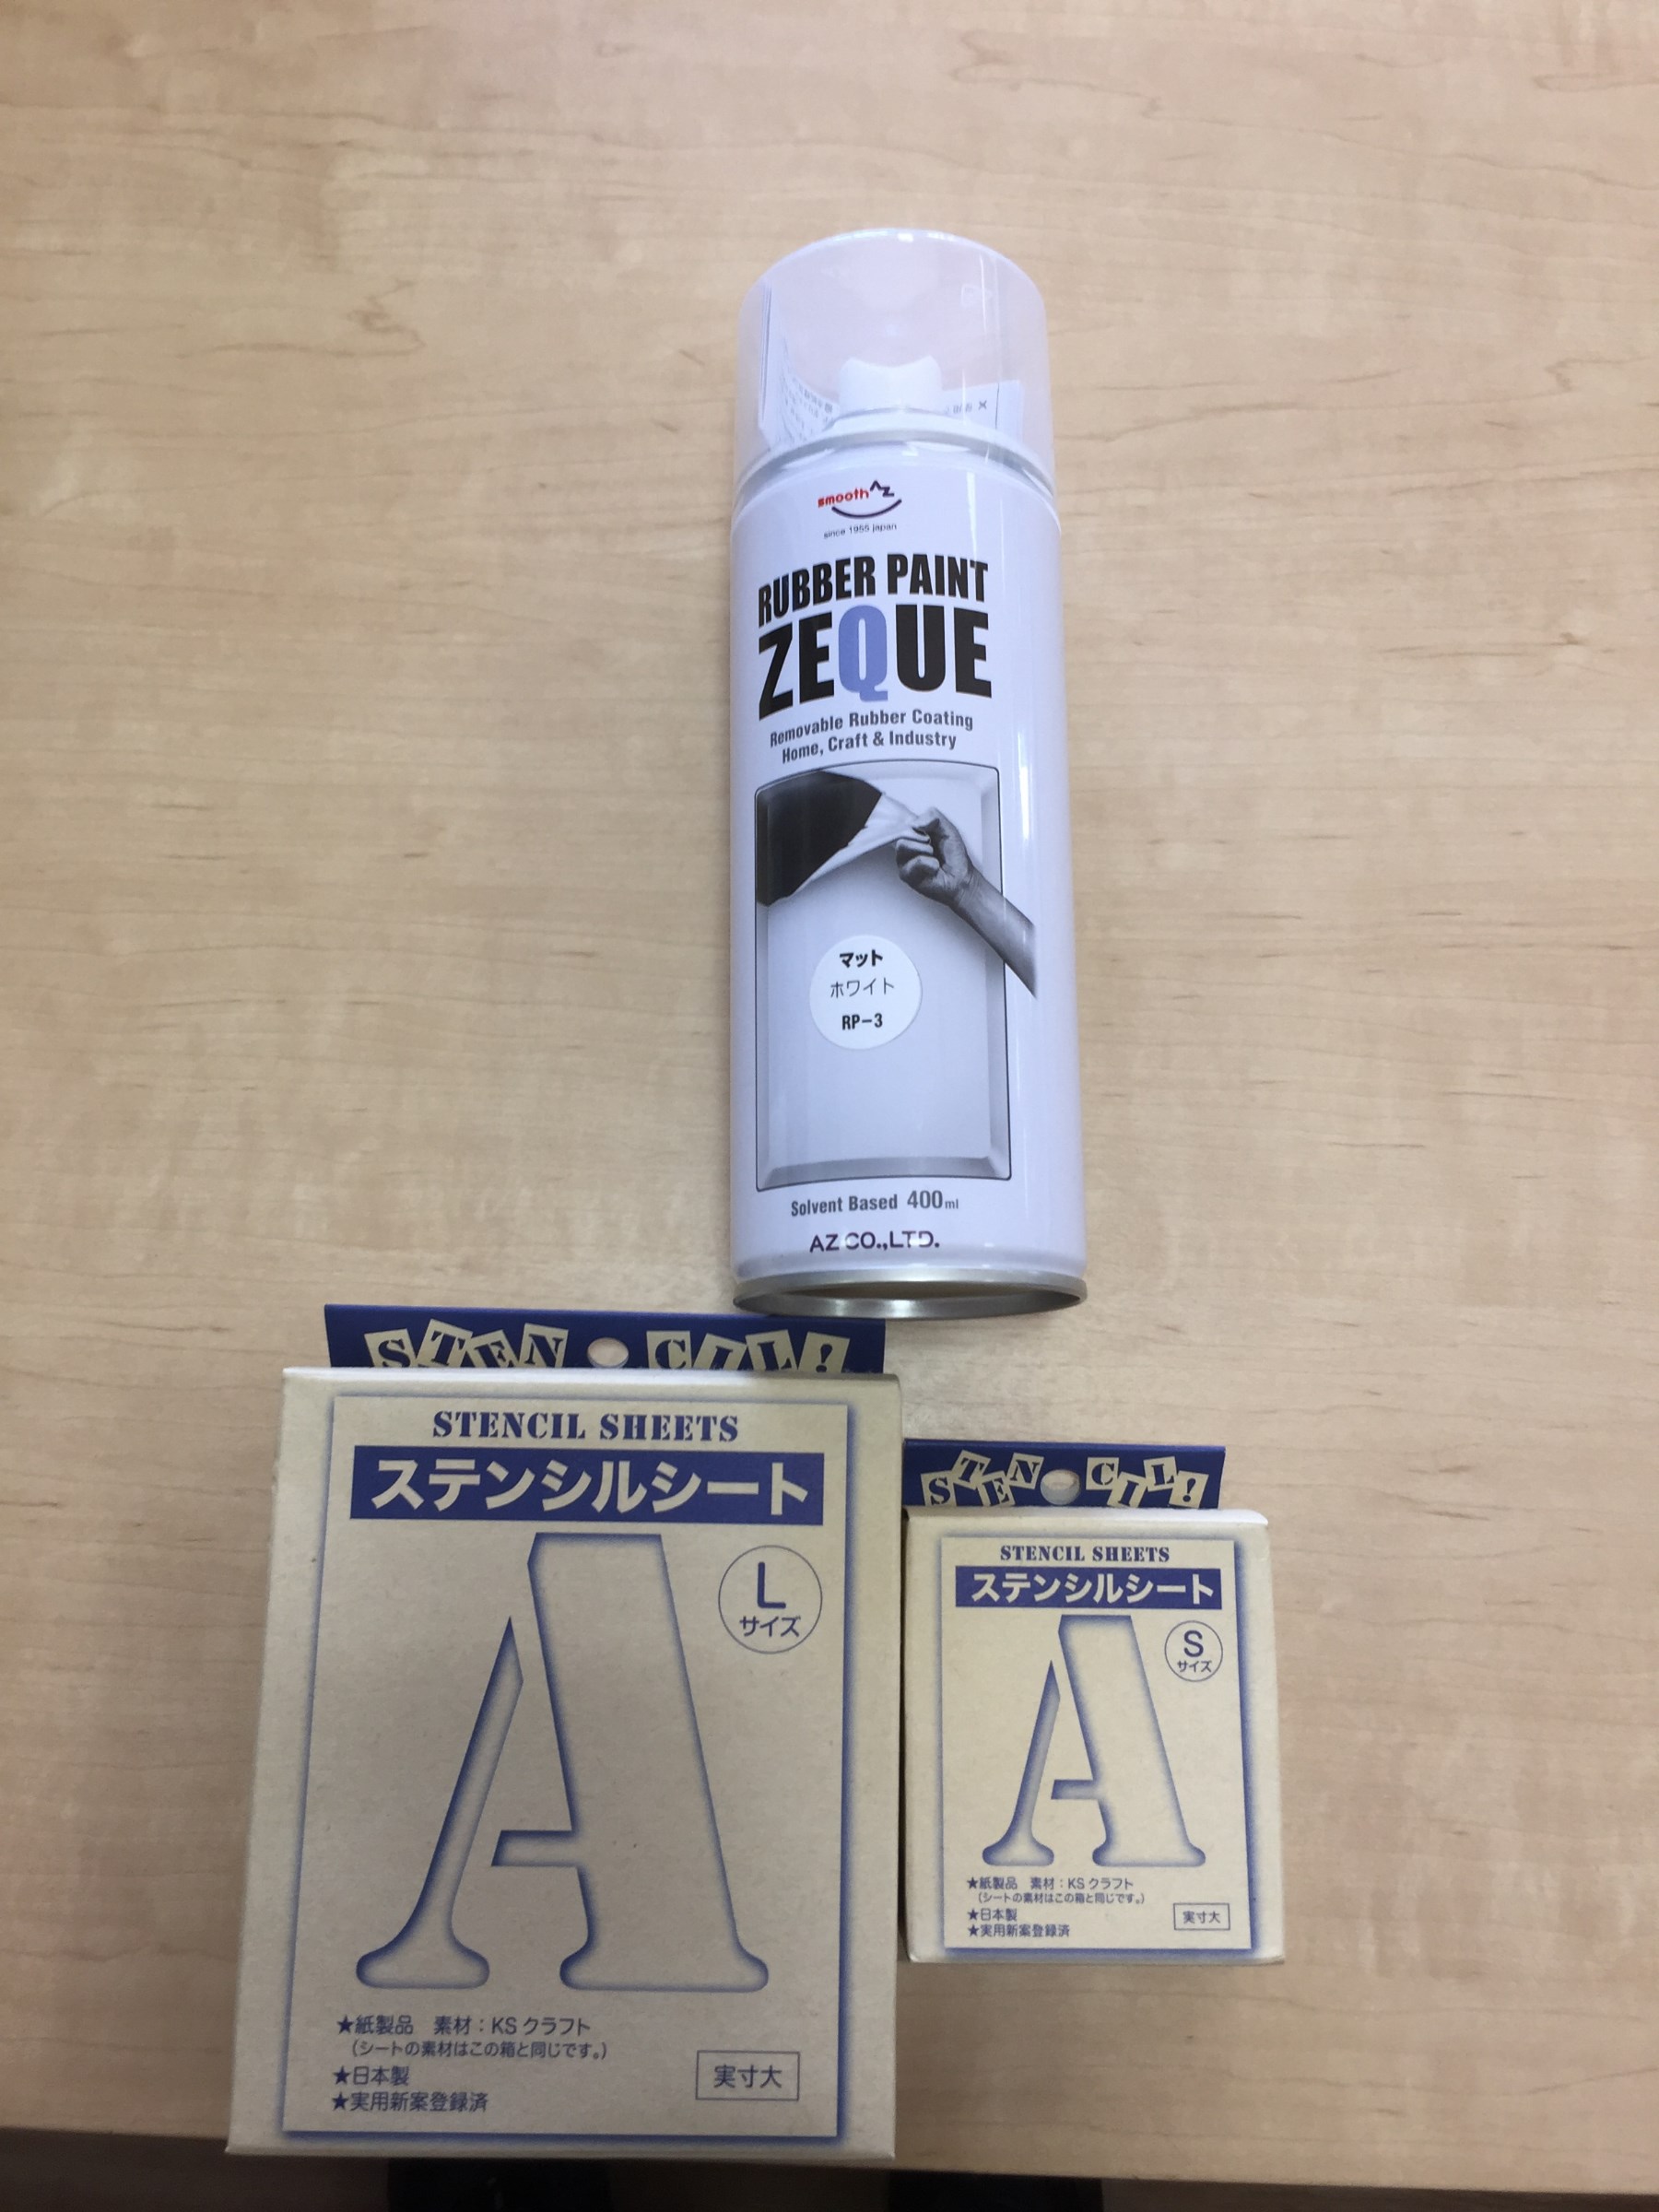 smooth AZ
since 1955 japan
RUBBER PAINT
ZEQUE
Removable Rubber Coating
Home, Craft & Industry
マット
ホワイト
RP-3
Solvent Based 400ml
AZ CO.,LTD.
STENCIL!
STENCIL SHEETS
ステンシルシート
A
L
サイズ
★紙製品 素材：KSクラフト
（シートの素材はこの箱と同じです。）
★日本製
★実用新案登録済
実寸大
STENCIL!
STENCIL SHEETS
ステンシルシート
A
S
サイズ
★紙製品 素材：KSクラフト
（シートの素材はこの箱と同じです。）
★日本製
★実用新案登録済
実寸大